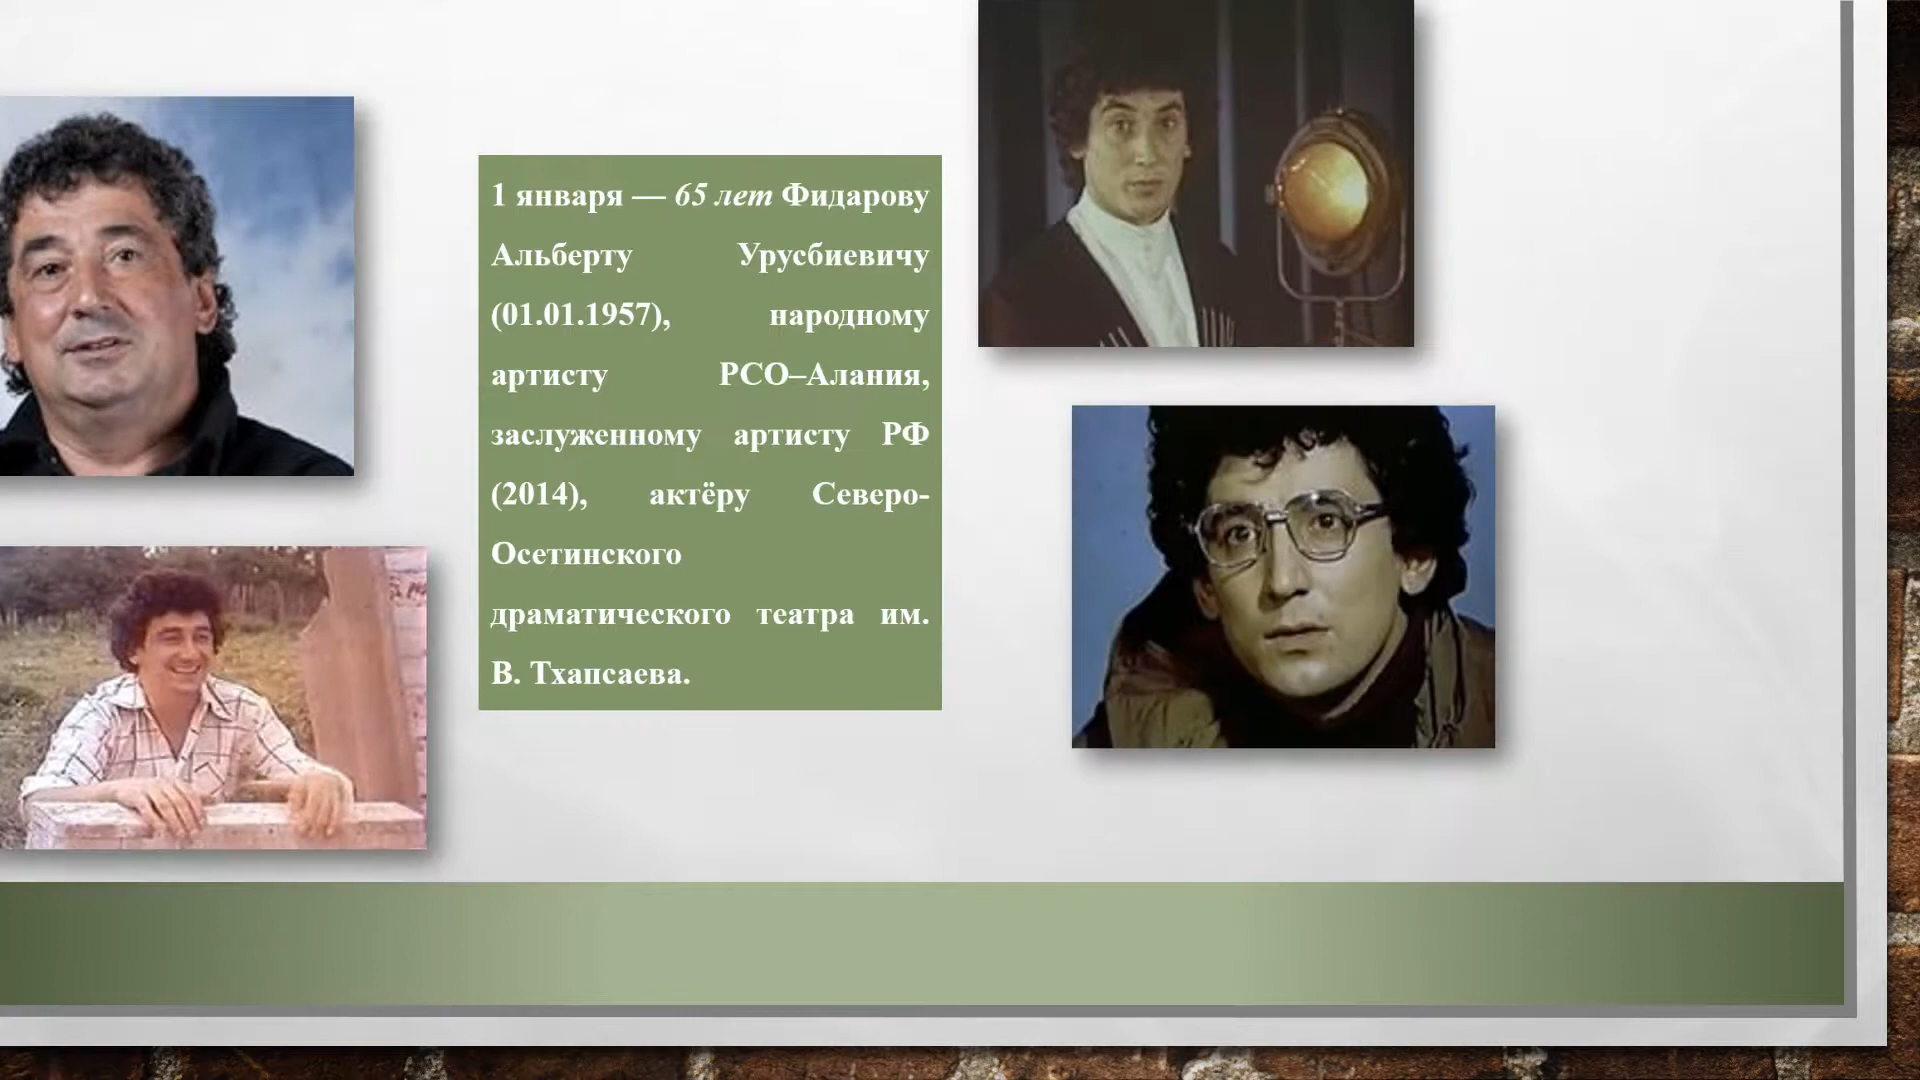 1 января — 65 лет Фидарову
Альберту Урусбиевичу
(01.01.1957), народному
артисту РСО–Алания,
заслуженному артисту РФ
(2014), актёру Северо-
Осетинского
драматического театра им.
В. Тхапсаева.